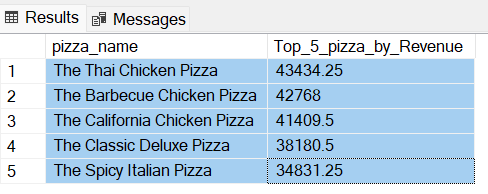 Results Messages
pizza_name Top_5_pizza_by_Revenue
1 The Thai Chicken Pizza 43434.25
2 The Barbecue Chicken Pizza 42768
3 The California Chicken Pizza 41409.5
4 The Classic Deluxe Pizza 38180.5
5 The Spicy Italian Pizza 34831.25